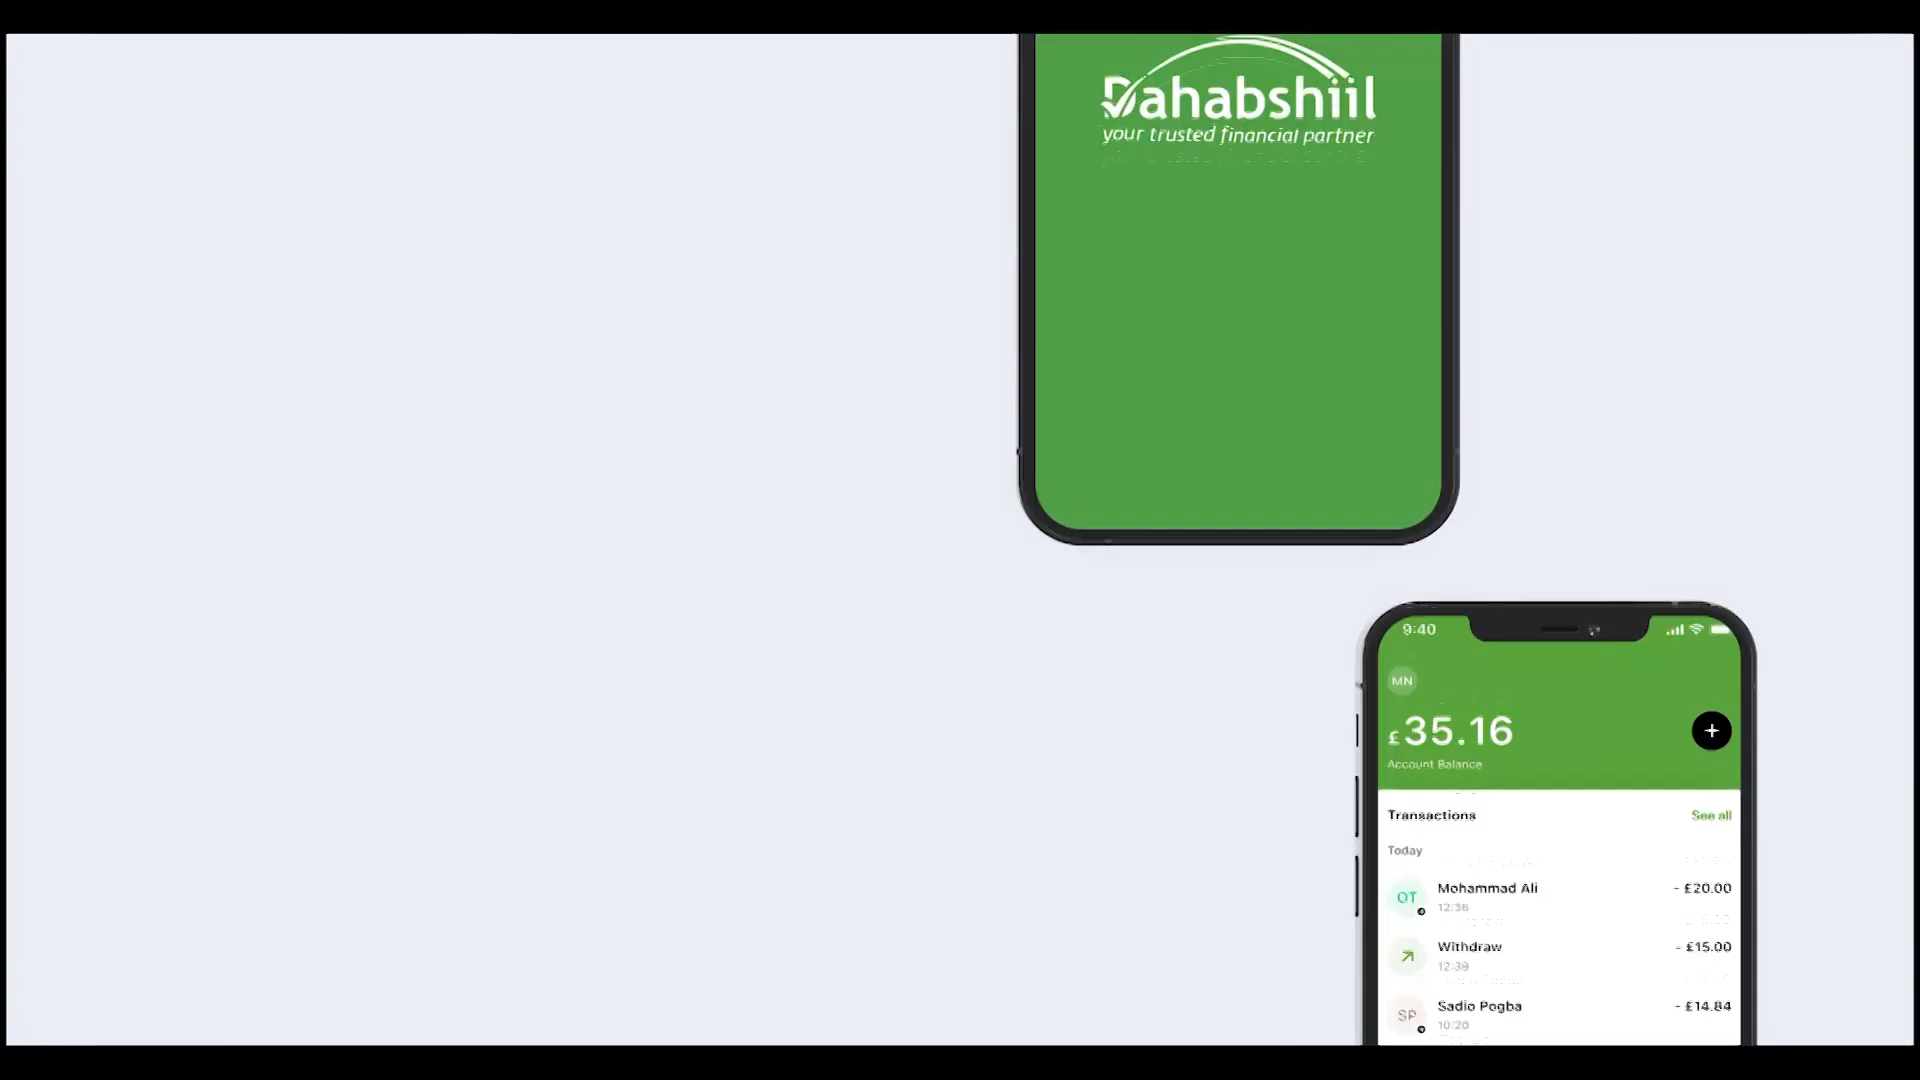 Dahabshiil
your trusted financial partner
9:40
MN
£35.16
Account Balance
Transactions
See all
Today
OT
Mohammad Ali
- £20.00
12:36
Withdraw
- £15.00
12:39
SP
Sadio Pogba
- £14.84
10:20